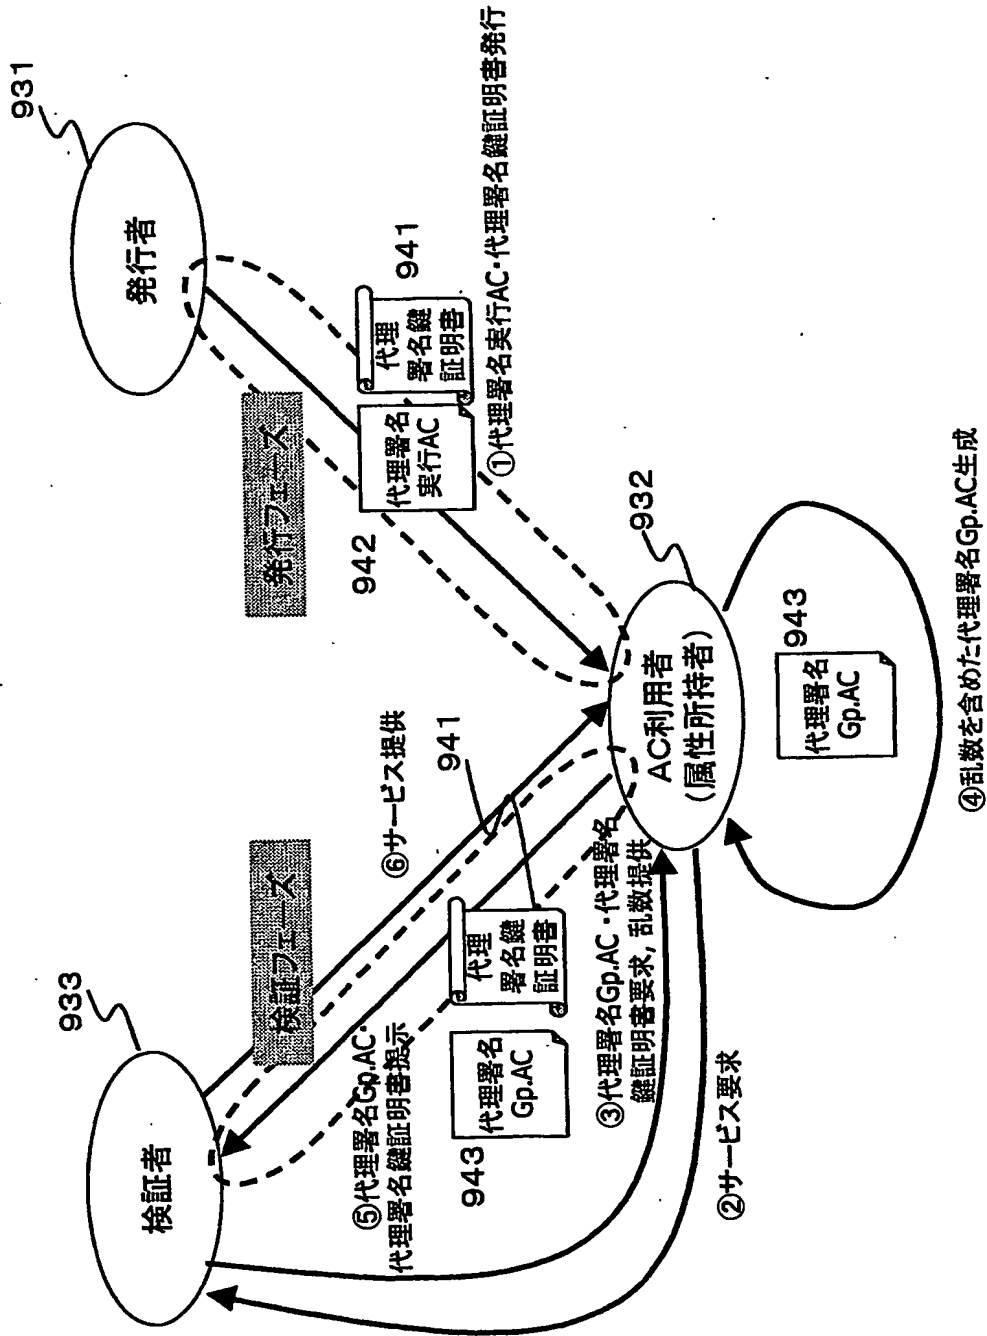 931
発行者
発行フェーズ
941
代理
署名鍵
証明書
代理署名
実行AC
942
①代理署名実行AC・代理署名鍵証明書発行
932
AC利用者
(属性所持者)
943
代理署名
Gp.AC
④乱数を含めた代理署名Gp.AC生成
933
検証者
検証フェーズ
⑥サービス提供
941
代理
署名鍵
証明書
代理署名
Gp.AC
943
⑤代理署名Gp.AC・
代理署名鍵証明書提示
③代理署名Gp.AC・代理署名
鍵証明書要求,乱数提供
②サービス要求